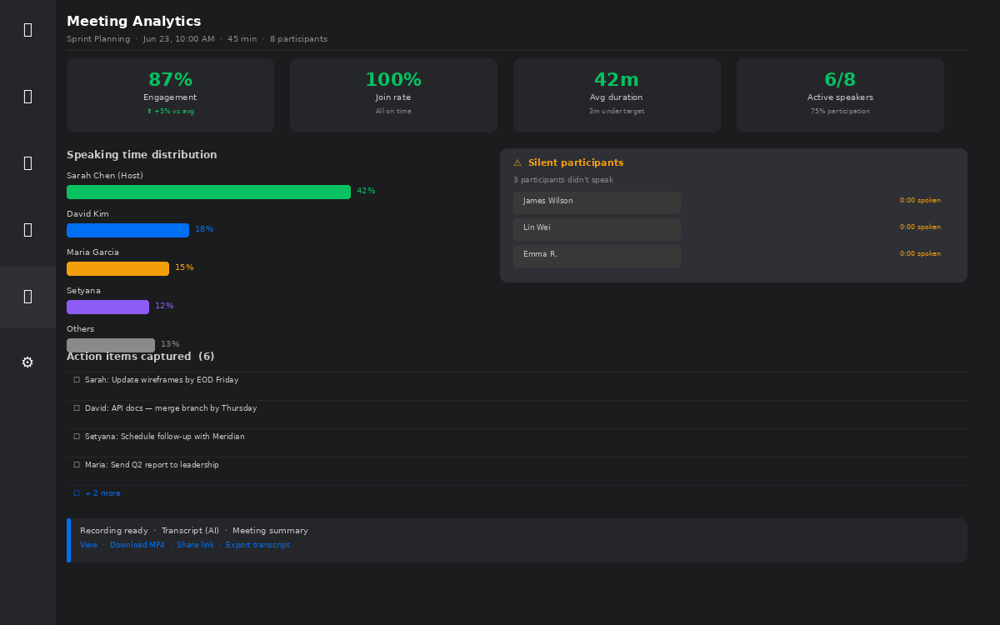 Meeting Analytics
Sprint Planning · Jun 23, 10:00 AM · 45 min · 8 participants
87%
Engagement
⬆ +5% vs avg
100%
Join rate
All on time
42m
Avg duration
3m under target
6/8
Active speakers
75% participation
Speaking time distribution
Sarah Chen (Host)
42%
David Kim
18%
Maria Garcia
15%
Setyana
12%
Others
13%
⚠ Silent participants
3 participants didn't speak
James Wilson 0:00 spoken
Lin Wei 0:00 spoken
Emma R. 0:00 spoken
Action items captured (6)
☐ Sarah: Update wireframes by EOD Friday
☐ David: API docs — merge branch by Thursday
☐ Setyana: Schedule follow-up with Meridian
☐ Maria: Send Q2 report to leadership
☐ + 2 more
Recording ready · Transcript (AI) · Meeting summary
View · Download MP4 · Share link · Export transcript